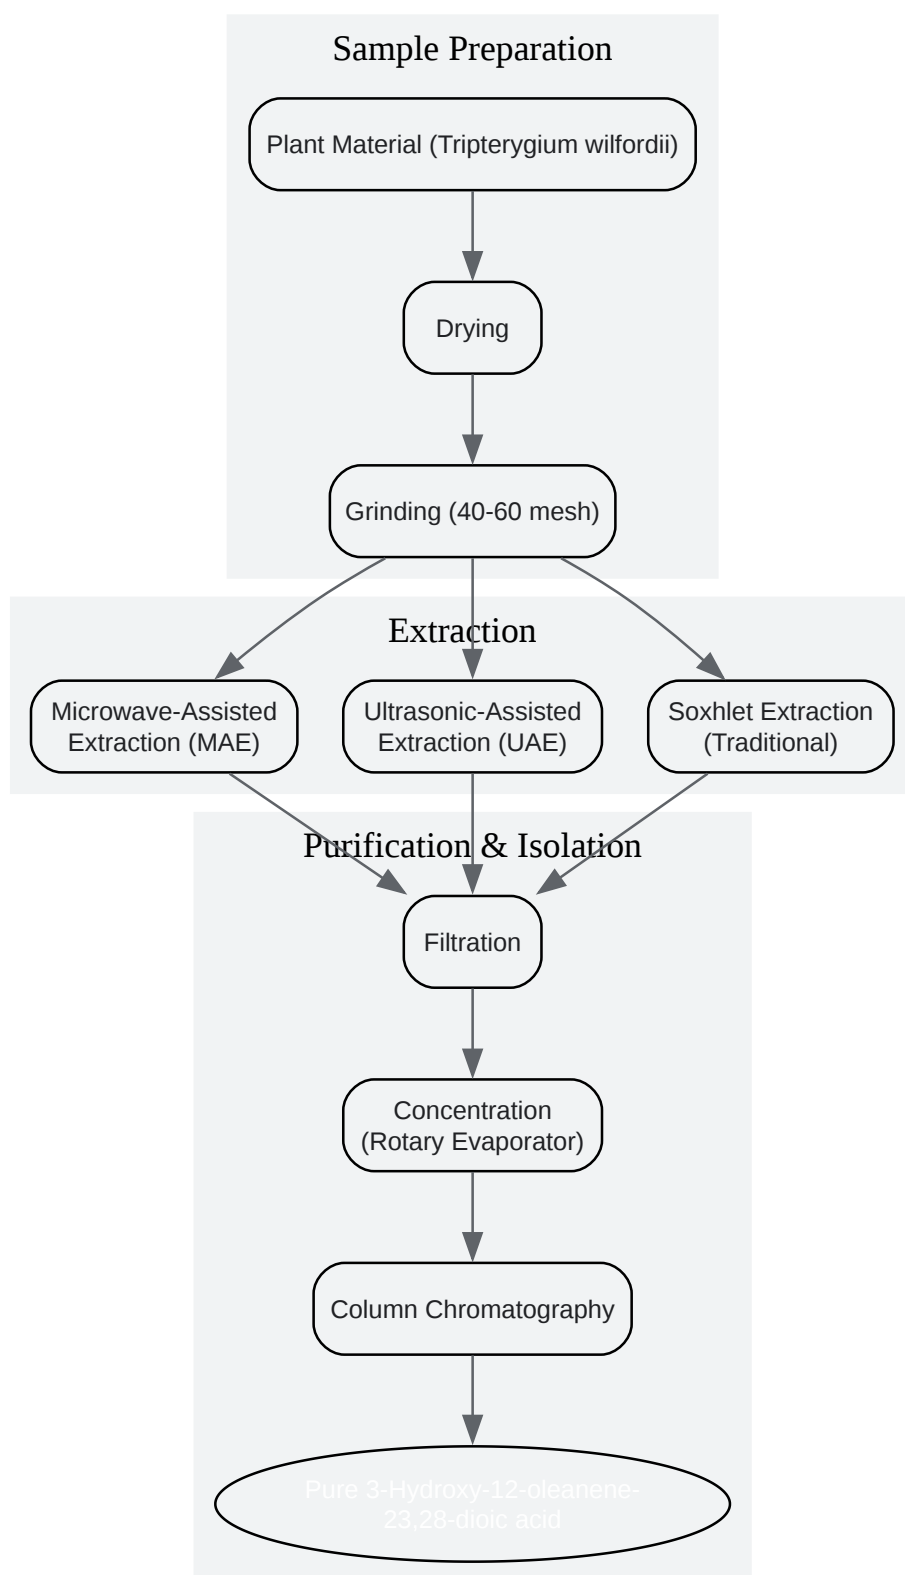 Sample Preparation
Plant Material (Tripterygium wilfordii)
Drying
Grinding (40-60 mesh)
Extraction
Microwave-Assisted
Extraction (MAE)
Ultrasonic-Assisted
Extraction (UAE)
Soxhlet Extraction
(Traditional)
Purification & Isolation
Filtration
Concentration
(Rotary Evaporator)
Column Chromatography
Pure 3-Hydroxy-12-oleanene-
23,28-dioic acid